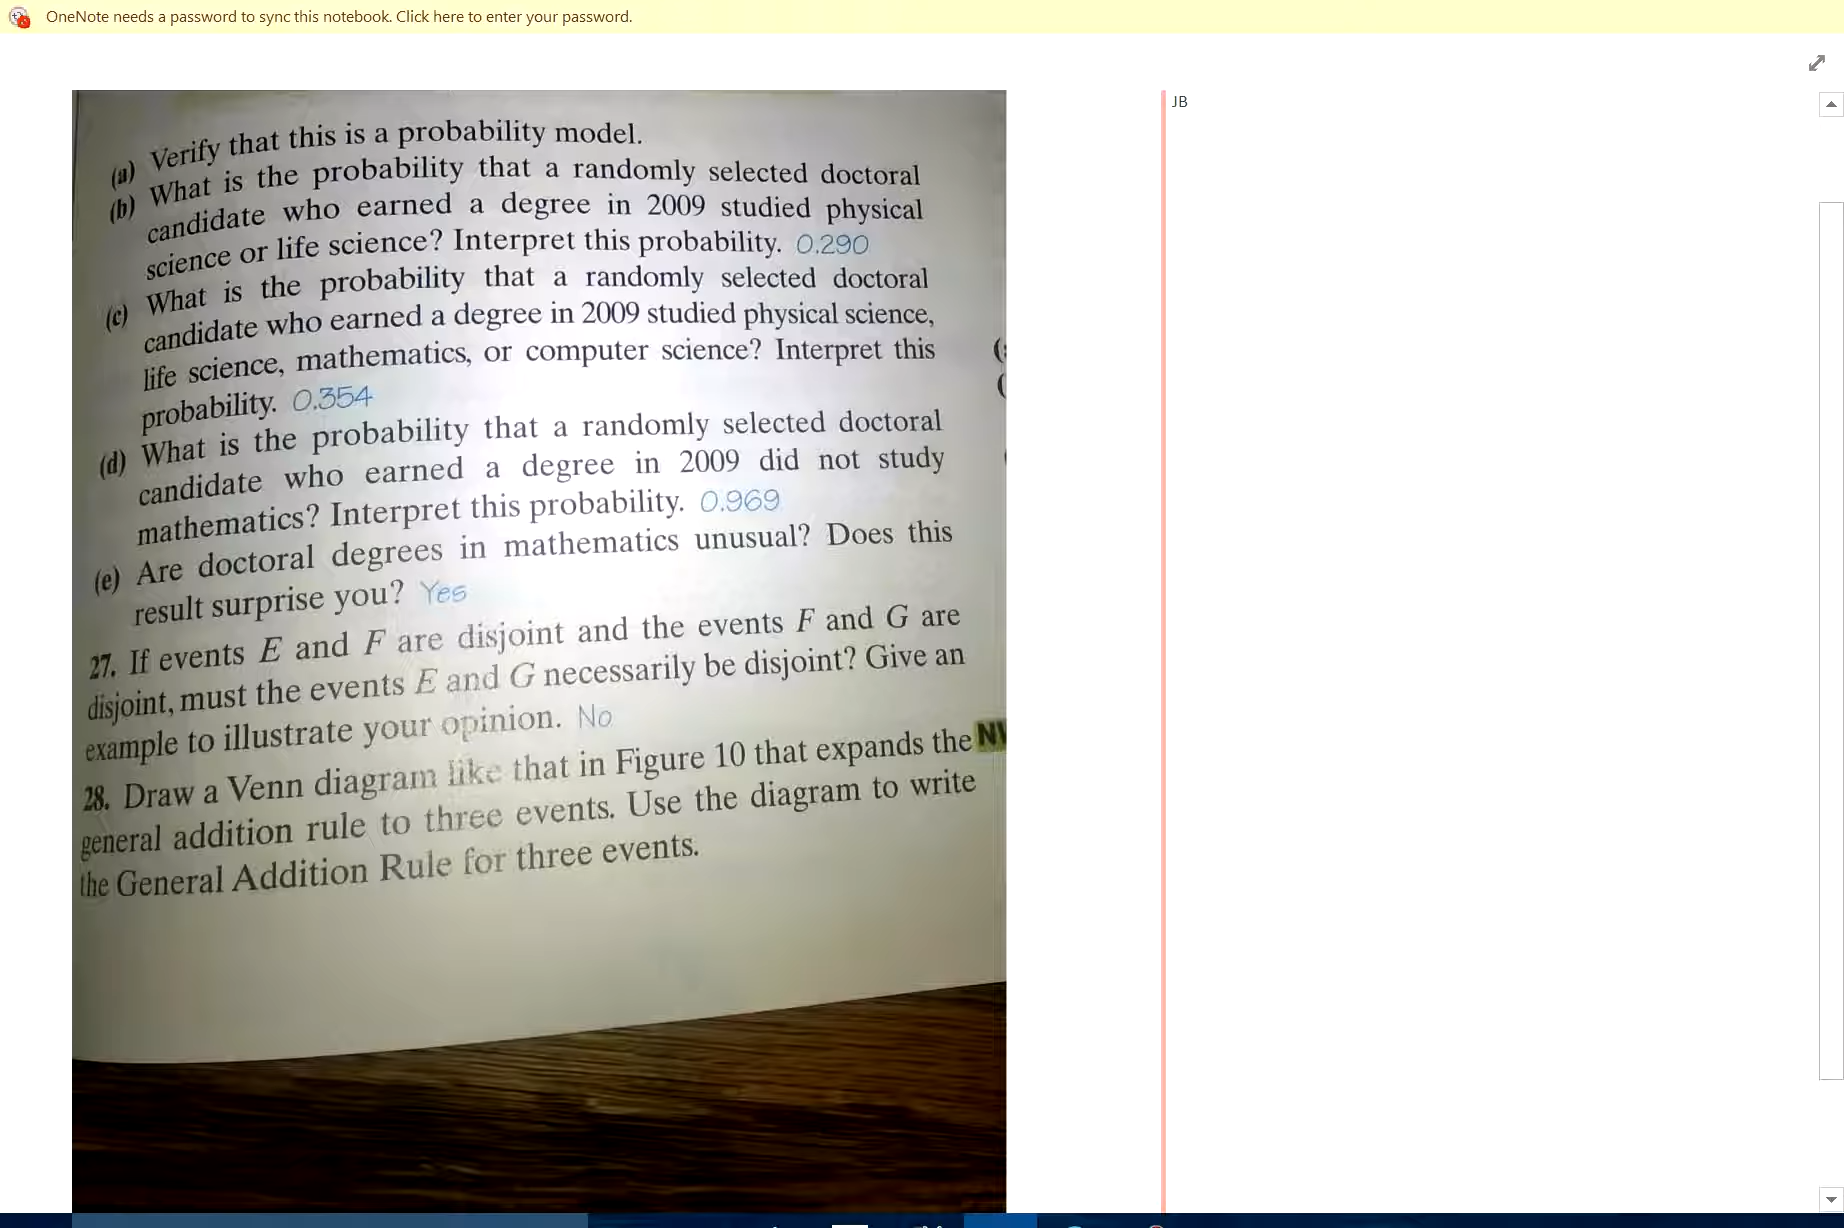 OneNote needs a password to sync this notebook. Click here to enter your password.
JB
(a) Verify that this is a probability model.
(b) What is the probability that a randomly selected doctoral
candidate who earned a degree in 2009 studied physical
science or life science? Interpret this probability. 0.290
(c) What is the probability that a randomly selected doctoral
candidate who earned a degree in 2009 studied physical science,
life science, mathematics, or computer science? Interpret this
probability. 0.354
(d) What is the probability that a randomly selected doctoral
candidate who earned a degree in 2009 did not study
mathematics? Interpret this probability. 0.969
(e) Are doctoral degrees in mathematics unusual? Does this
result surprise you? Yes
27. If events E and F are disjoint and the events F and G are
disjoint, must the events E and G necessarily be disjoint? Give an
example to illustrate your opinion. No
28. Draw a Venn diagram like that in Figure 10 that expands the
general addition rule to three events. Use the diagram to write
the General Addition Rule for three events.